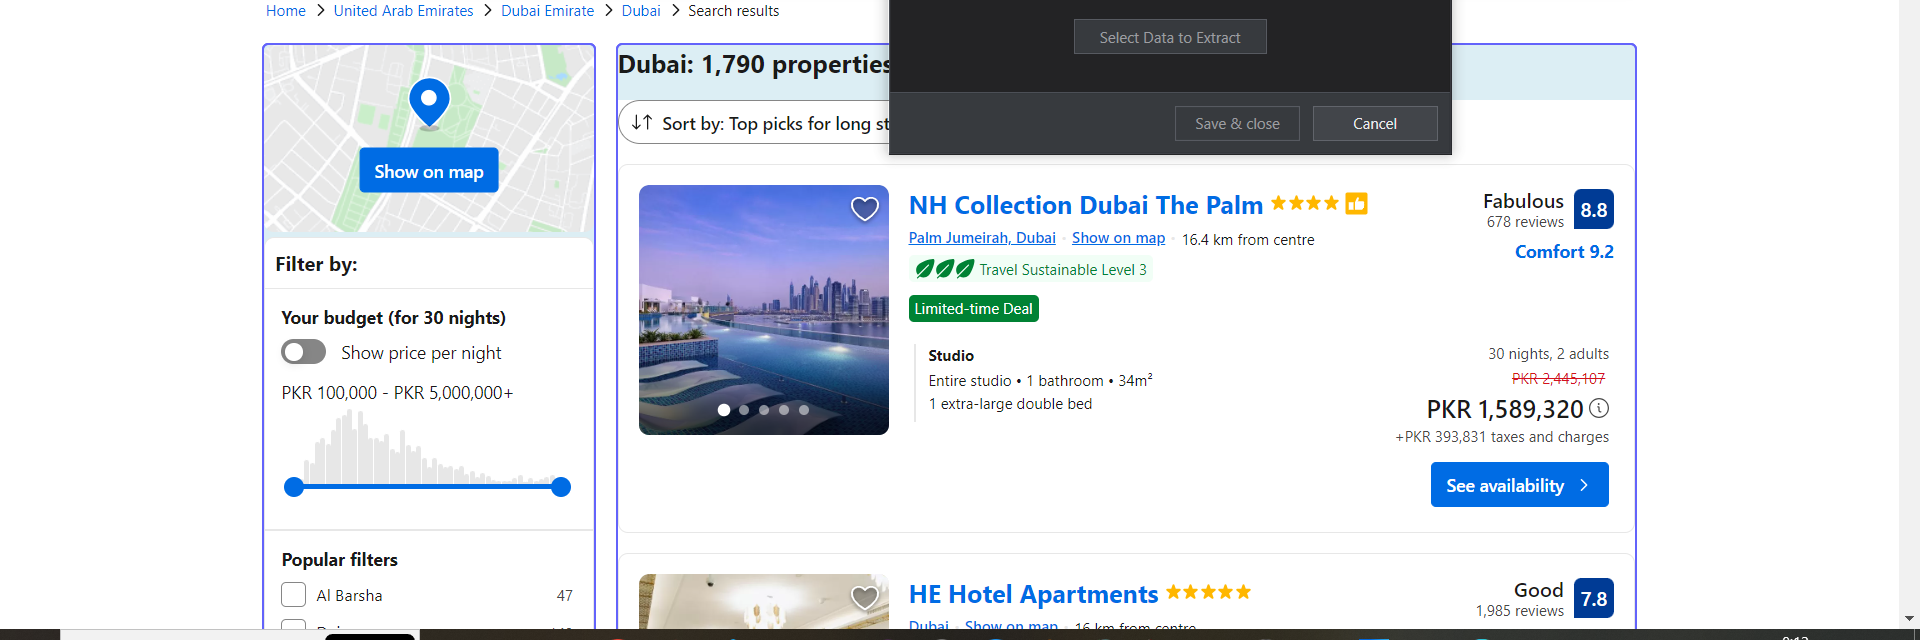 Home > United Arab Emirates > Dubai Emirate > Dubai > Search results
Select Data to Extract
Save & close
Cancel
Show on map
Filter by:
Your budget (for 30 nights)
Show price per night
PKR 100,000 - PKR 5,000,000+
Popular filters
Al Barsha 47
Dubai: 1,790 properties
Sort by: Top picks for long st
NH Collection Dubai The Palm
Palm Jumeirah, Dubai · Show on map · 16.4 km from centre
Travel Sustainable Level 3
Limited-time Deal
Studio
Entire studio • 1 bathroom • 34m²
1 extra-large double bed
Fabulous 8.8
678 reviews
Comfort 9.2
30 nights, 2 adults
PKR 2,445,107
PKR 1,589,320
+PKR 393,831 taxes and charges
See availability
HE Hotel Apartments
Dubai · Show on map · 16 km from centre
Good 7.8
1,985 reviews